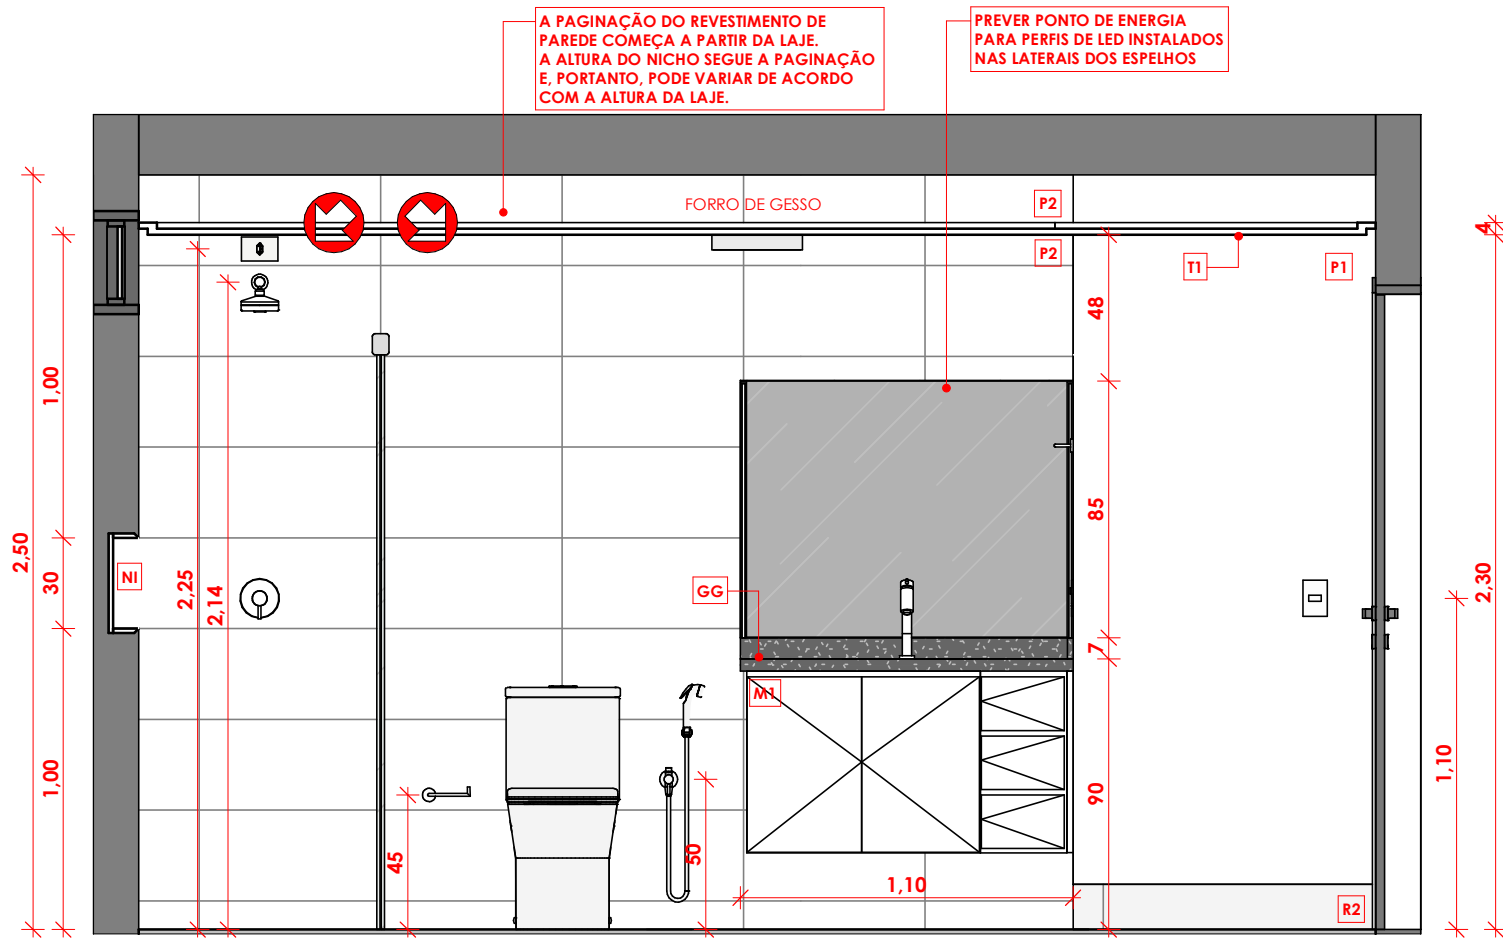 A PAGINAÇÃO DO REVESTIMENTO DE
PAREDE COMEÇA A PARTIR DA LAJE.
A ALTURA DO NICHO SEGUE A PAGINAÇÃO
E, PORTANTO, PODE VARIAR DE ACORDO
COM A ALTURA DA LAJE.
PREVER PONTO DE ENERGIA
PARA PERFIS DE LED INSTALADOS
NAS LATERAIS DOS ESPELHOS
FORRO DE GESSO
P2
P2
T1
P1
4
48
1,00
85
2,50
30
NI
2,25
2,14
GG
2,30
7
M1
1,00
1,10
90
45
50
1,10
R2